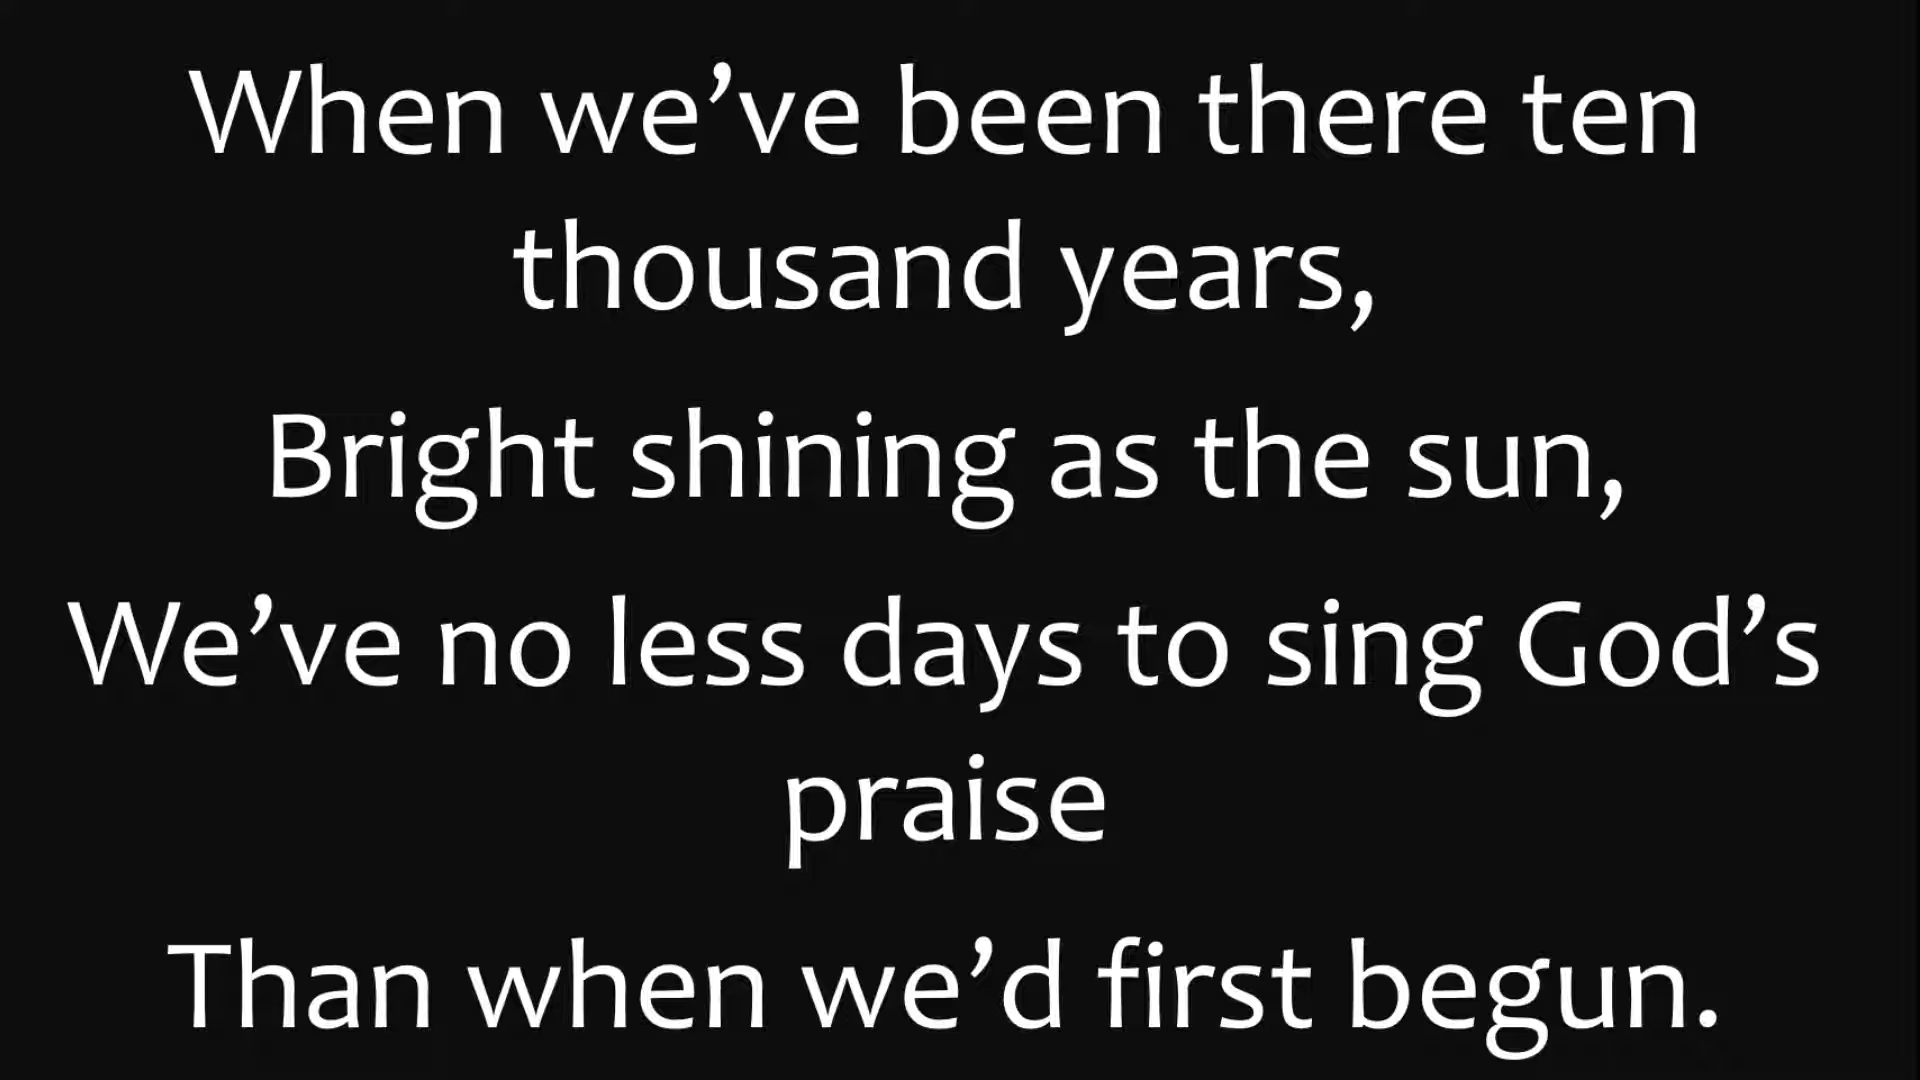 When we’ve been there ten
thousand years,
Bright shining as the sun,
We’ve no less days to sing God’s
praise
Than when we’d first begun.